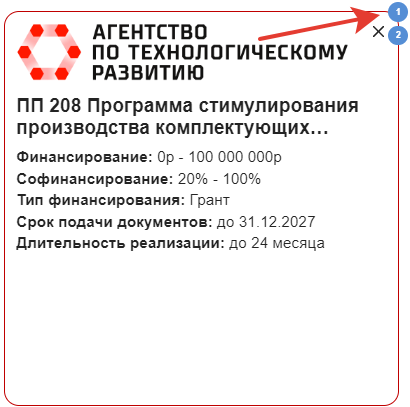 1
2
АГЕНТСТВО
ПО ТЕХНОЛОГИЧЕСКОМУ
РАЗВИТИЮ
ПП 208 Программа стимулирования
производства комплектующих...
Финансирование: 0р - 100 000 000р
Софинансирование: 20% - 100%
Тип финансирования: Грант
Срок подачи документов: до 31.12.2027
Длительность реализации: до 24 месяца